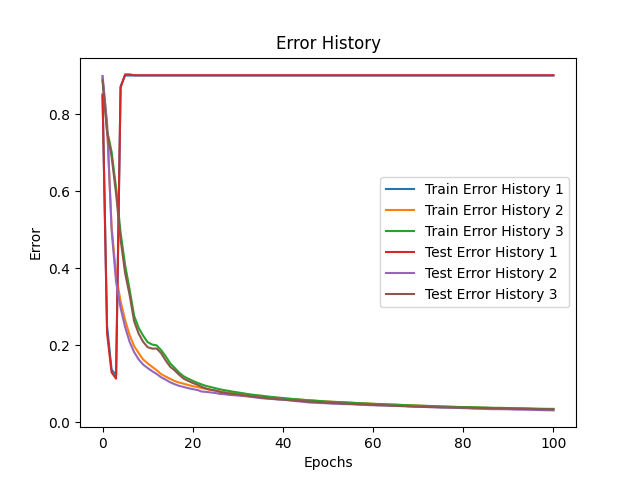 Error History
Error
0.8
0.6
0.4
0.2
0.0
Train Error History 1
Train Error History 2
Train Error History 3
Test Error History 1
Test Error History 2
Test Error History 3
0 20 40 60 80 100
Epochs